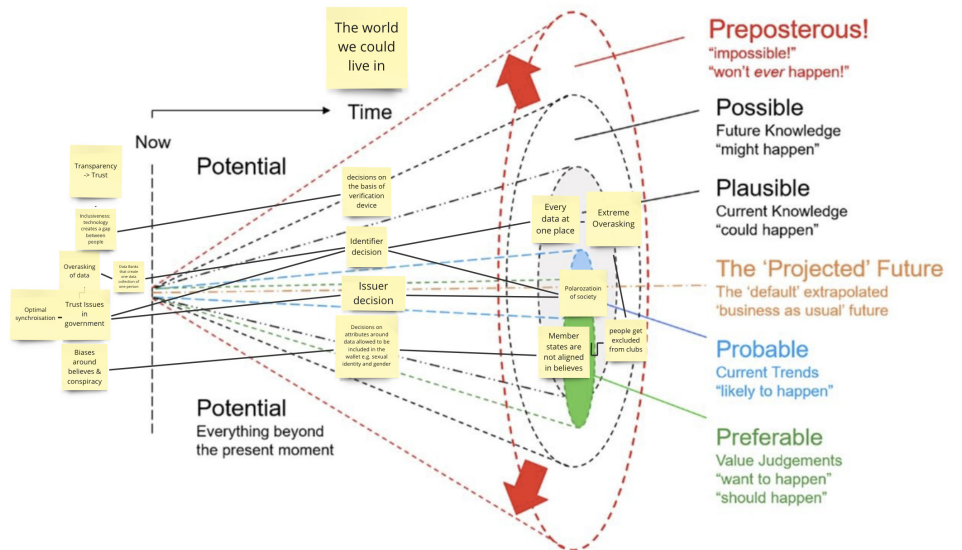 The world
we could
live in
Time
Now
Potential
Transparency
-> Trust
Inclusiveness:
technology
creates a gap
between
people
Overasking
of data
Data Banks
that create
one data
collection of
one person
Optimal
synchroisation
Trust Issues
in
government
Biases
around
believes &
conspiracy
decisions on
the basis of
verification
device
Identifier
decision
Issuer
decision
Decisions on
attributes around
data allowed to be
included in the
wallet e.g. sexual
identity and gender
Every
data at
one place
Extreme
Overasking
Polarozatioin
of society
Member
states are
not aligned
in believes
people get
excluded
from clubs
Potential
Everything beyond
the present moment
Preposterous!
“impossible!”
“won’t ever happen!”
Possible
Future Knowledge
“might happen”
Plausible
Current Knowledge
“could happen”
The ‘Projected’ Future
The ‘default’ extrapolated
‘business as usual’ future
Probable
Current Trends
“likely to happen”
Preferable
Value Judgements
“want to happen”
“should happen”